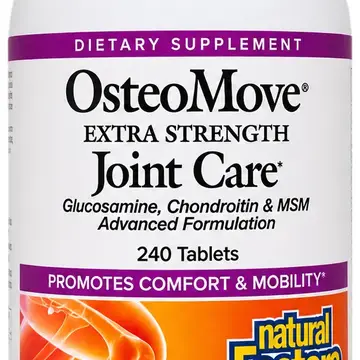 DIETARY SUPPLEMENT
OsteoMove®
EXTRA STRENGTH
Joint Care*
Glucosamine, Chondroitin & MSM
Advanced Formulation
240 Tablets
PROMOTES COMFORT & MOBILITY*
natural